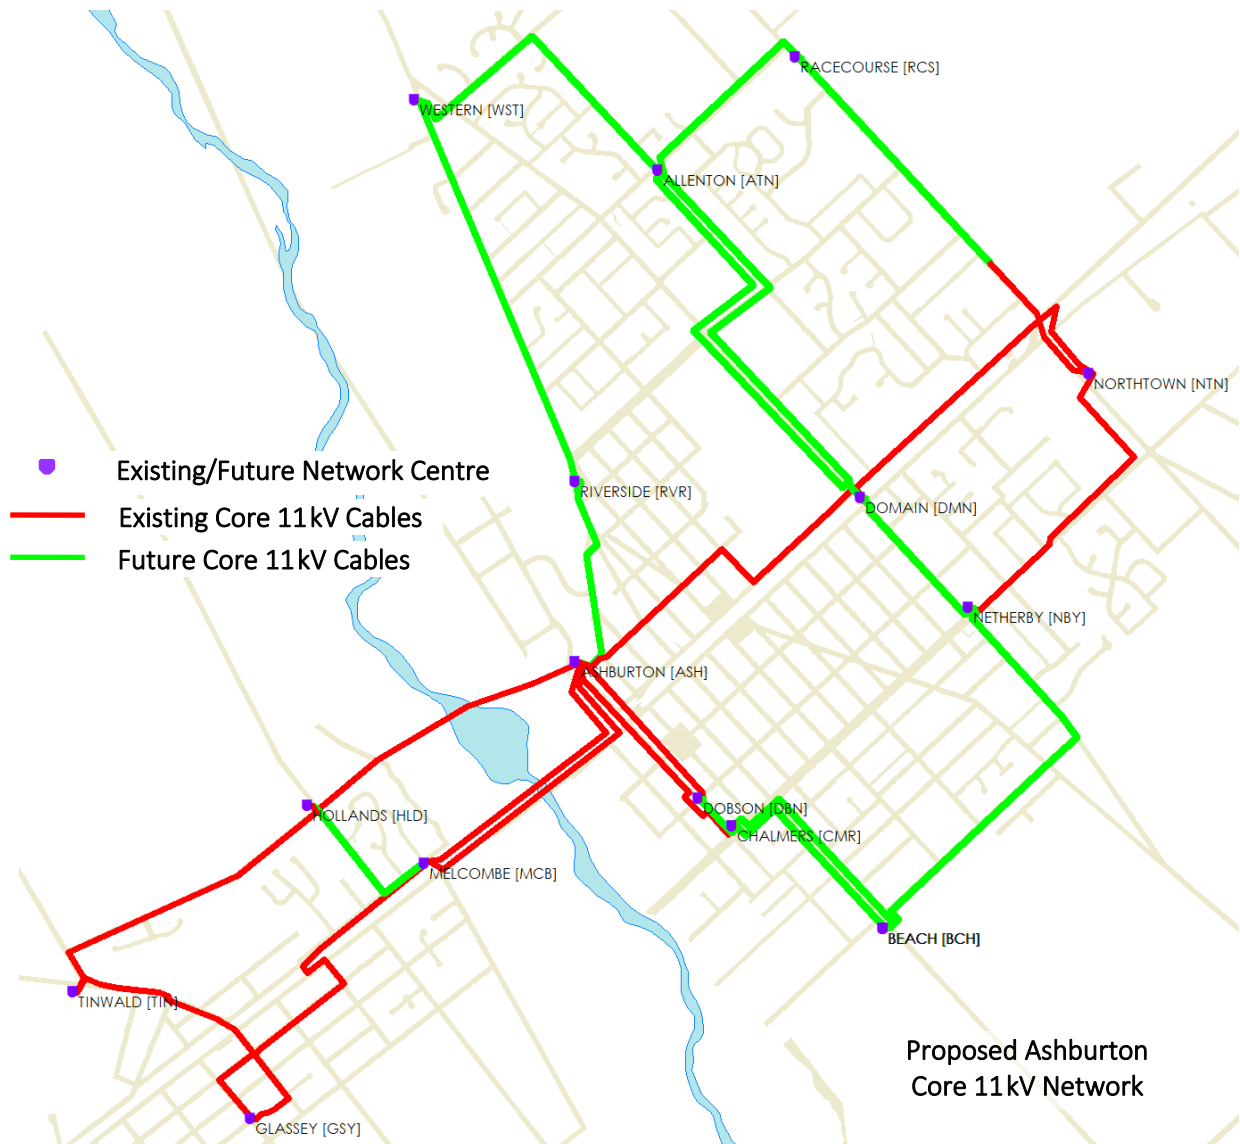 RACECOURSE [RCS]
WESTERN [WST]
ALLENTON [ATN]
NORTHTOWN [NTN]
Existing/Future Network Centre
RIVERSIDE [RVR]
DOMAIN [DMN]
Existing Core 11kV Cables
Future Core 11kV Cables
NETHERBY [NBY]
ASHBURTON [ASH]
DOBSON [DBN]
HOLLANDS [HLD]
CHALMERS [CMR]
MELCOMBE [MCB]
BEACH [BCH]
TINWALD [TIN]
Proposed Ashburton
Core 11kV Network
GLASSEY [GSY]